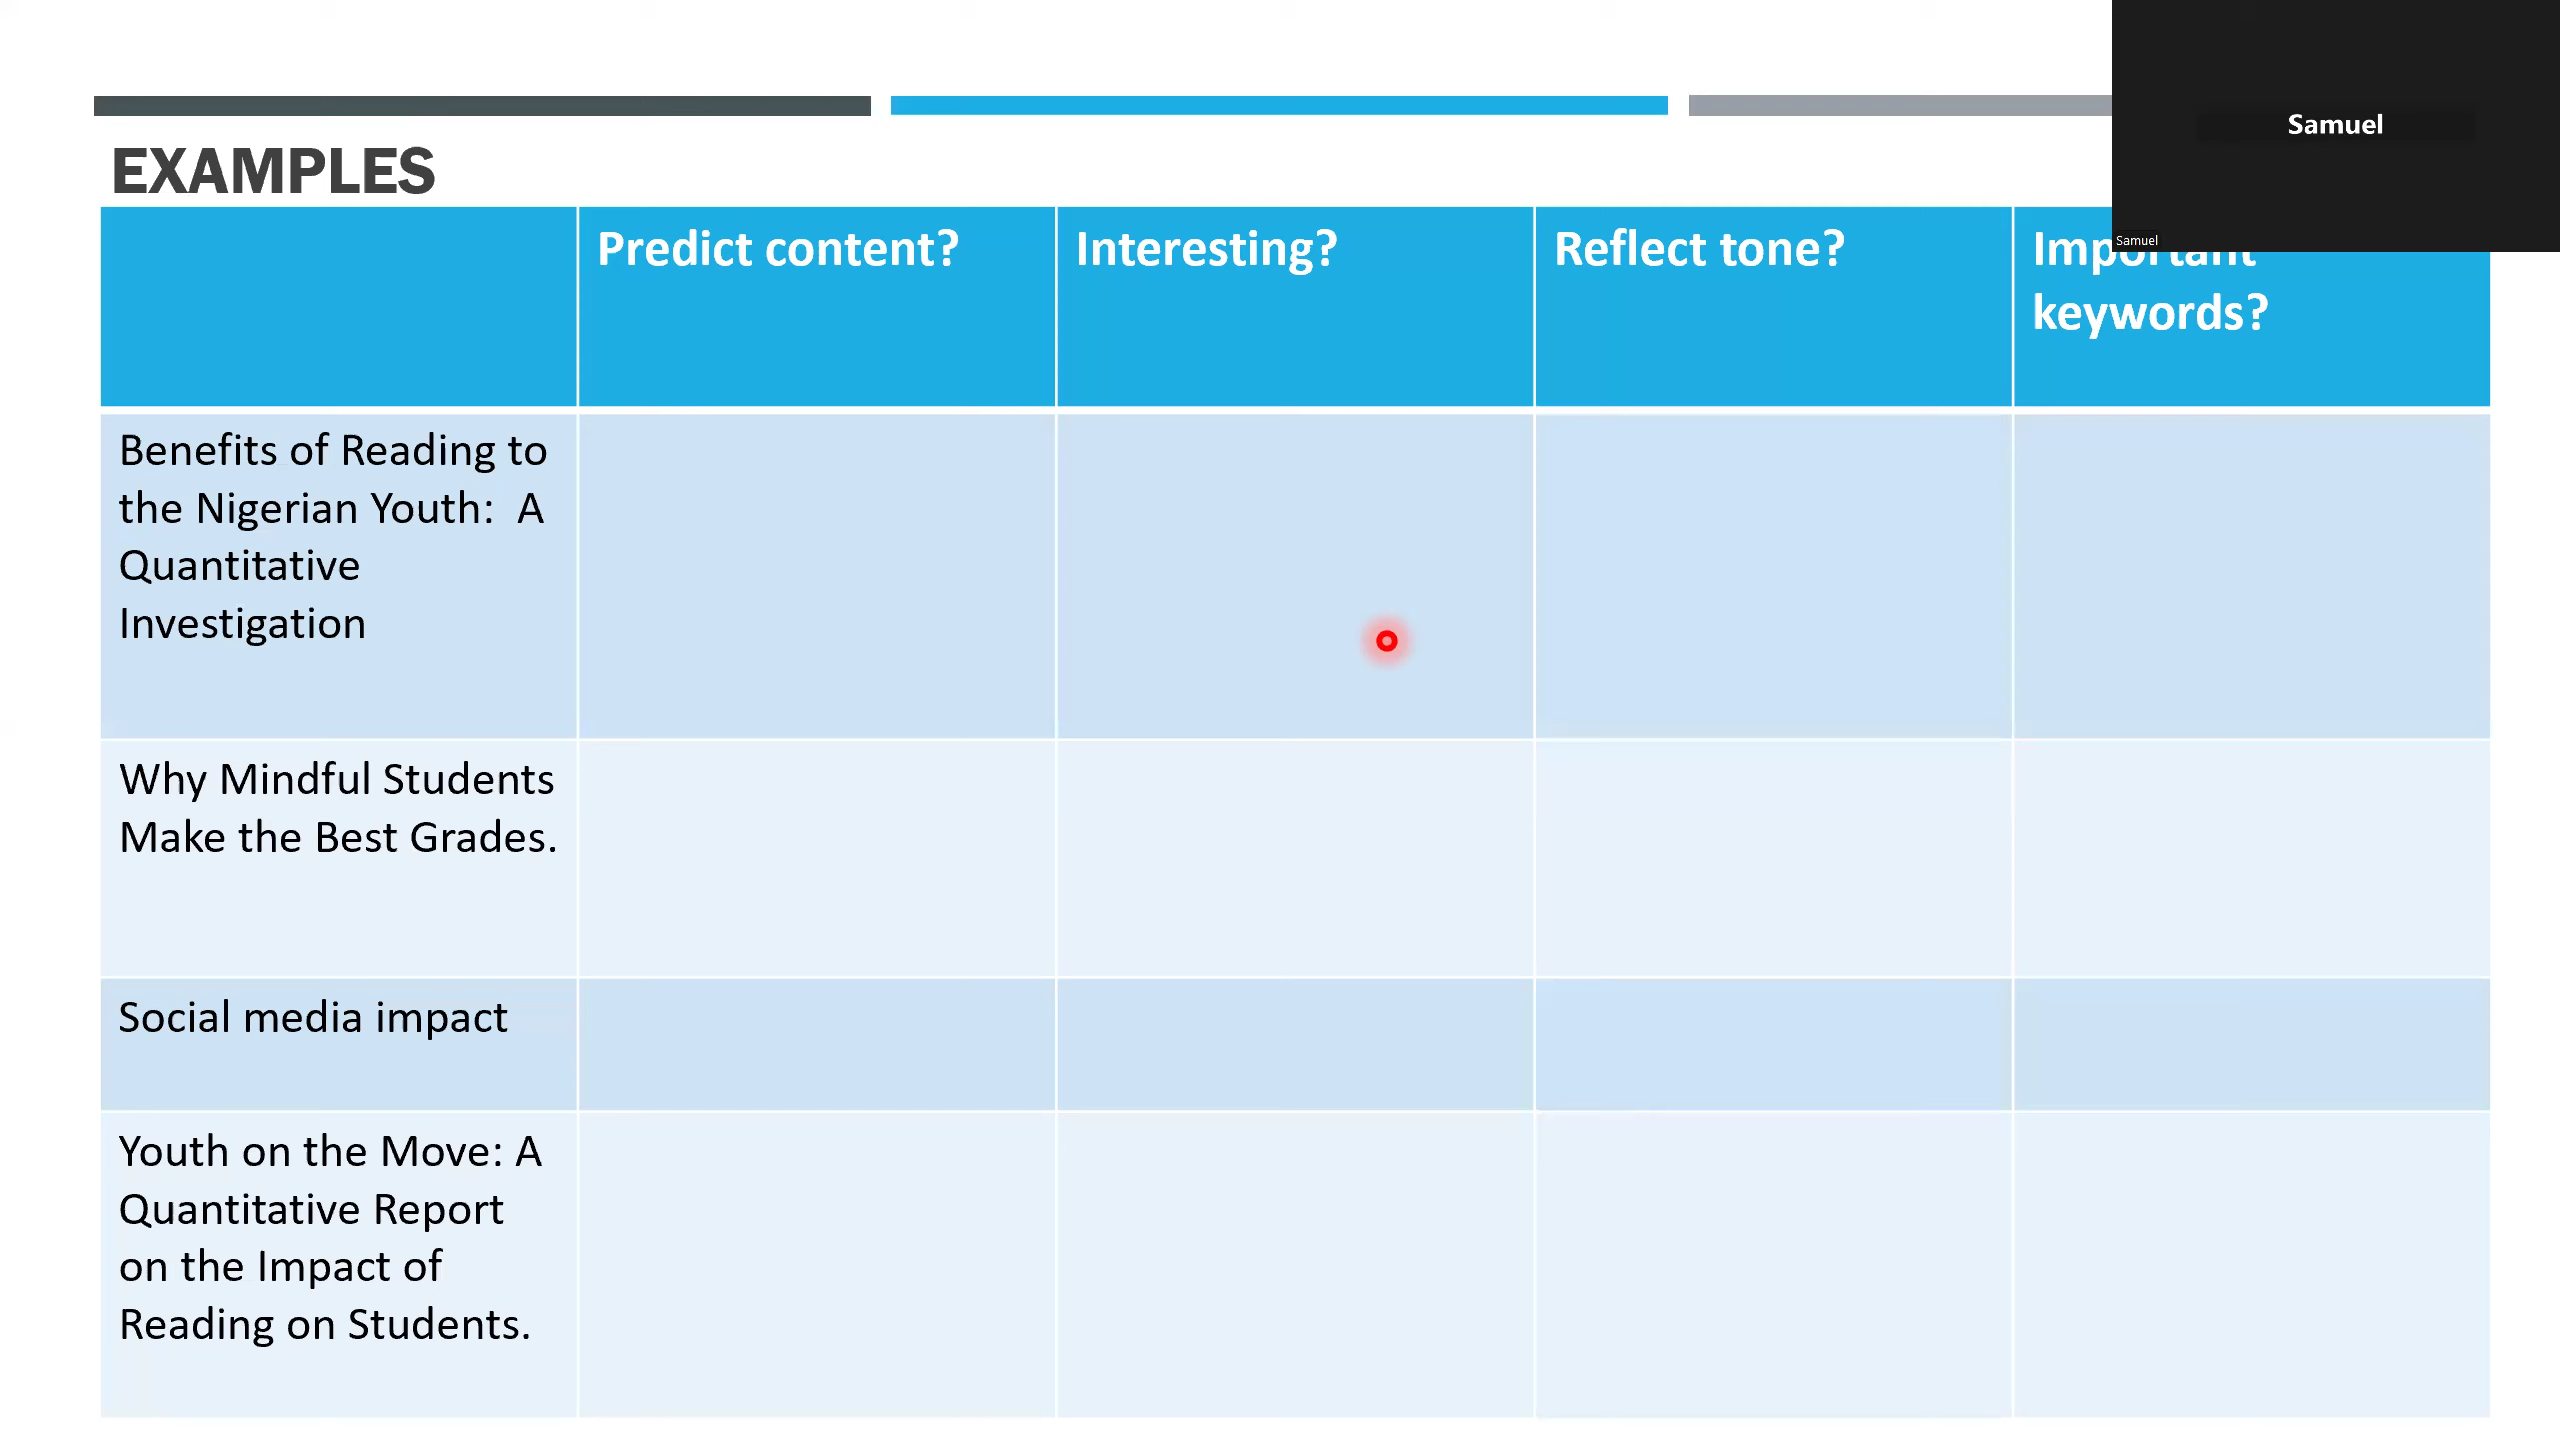 Samuel
Samuel
EXAMPLES
Predict content?
Interesting?
Reflect tone?
Important
keywords?
Benefits of Reading to
the Nigerian Youth:  A
Quantitative
Investigation
Why Mindful Students
Make the Best Grades.
Social media impact
Youth on the Move: A
Quantitative Report
on the Impact of
Reading on Students.